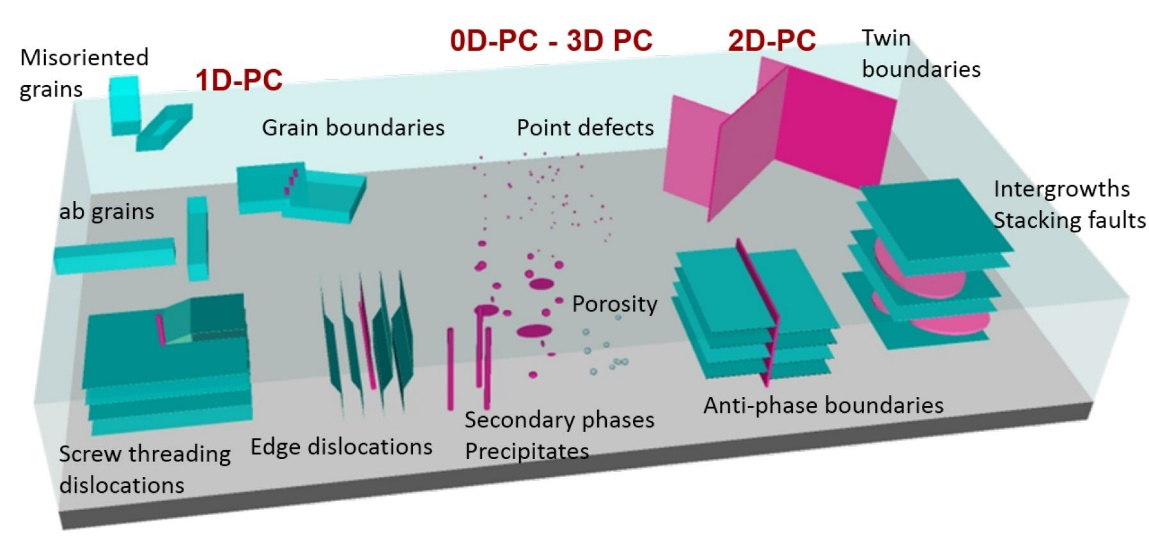 Misoriented
grains
1D-PC
0D-PC - 3D PC
2D-PC
Twin
boundaries
Grain boundaries
Point defects
Intergrowths
Stacking faults
ab grains
Porosity
Anti-phase boundaries
Secondary phases
Precipitates
Edge dislocations
Screw threading
dislocations